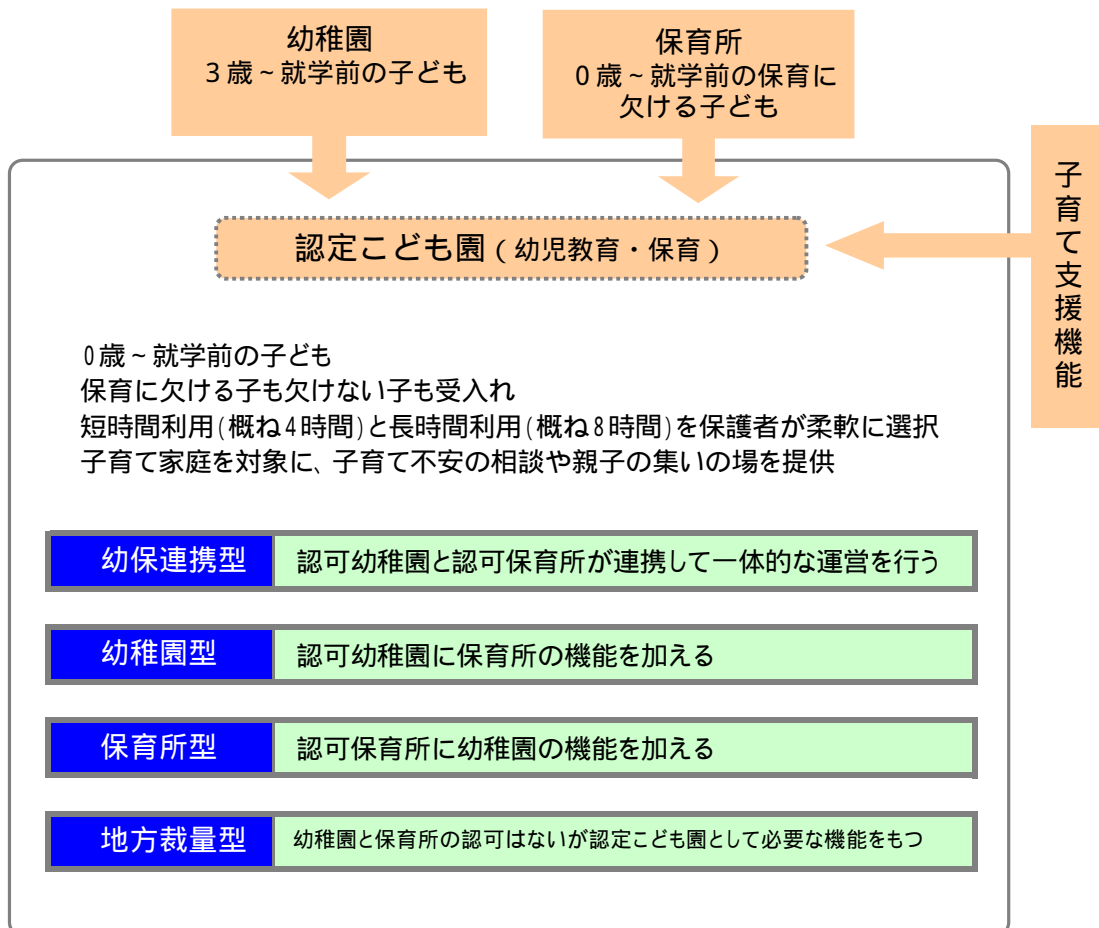 幼稚園
3歳~就学前の子ども
保育所
0歳~就学前の保育に
欠ける子ども
子育て支援機能
認定こども園(幼児教育・保育)
0歳~就学前の子ども
保育に欠ける子も欠けない子も受入れ
短時間利用(概ね4時間)と長時間利用(概ね8時間)を保護者が柔軟に選択
子育て家庭を対象に、子育て不安の相談や親子の集いの場を提供
幼保連携型 認可幼稚園と認可保育所が連携して一体的な運営を行う
幼稚園型 認可幼稚園に保育所の機能を加える
保育所型 認可保育所に幼稚園の機能を加える
地方裁量型 幼稚園と保育所の認可はないが認定こども園として必要な機能をもつ